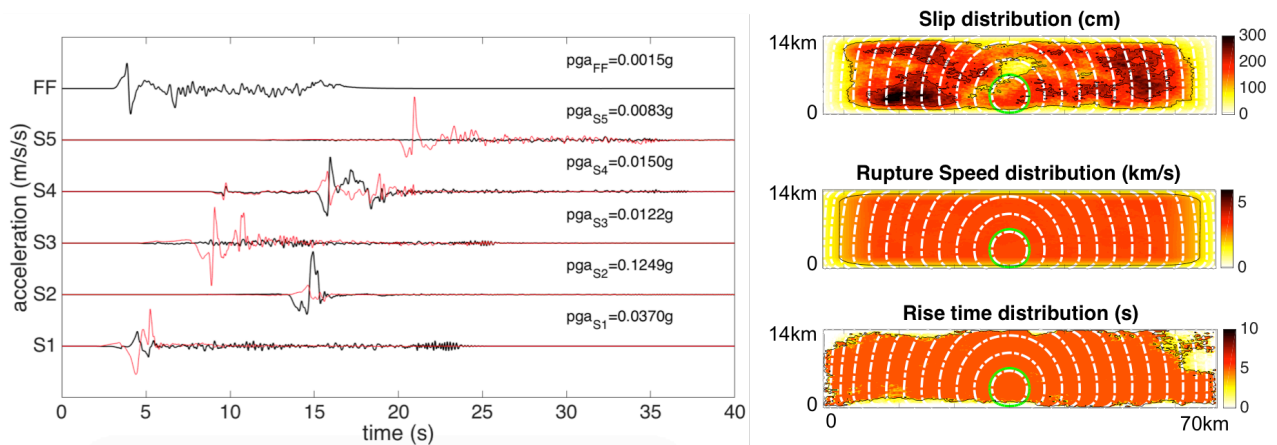 FF
pga_FF=0.0015g
S5
pga_S5=0.0083g
S4
pga_S4=0.0150g
S3
pga_S3=0.0122g
S2
pga_S2=0.1249g
S1
pga_S1=0.0370g
acceleration (m/s/s)
0 5 10 15 20 25 30 35 40
time (s)
Slip distribution (cm)
14km
0
300
200
100
0
Rupture Speed distribution (km/s)
14km
0
5
0
Rise time distribution (s)
14km
0
10
5
0
0 70km